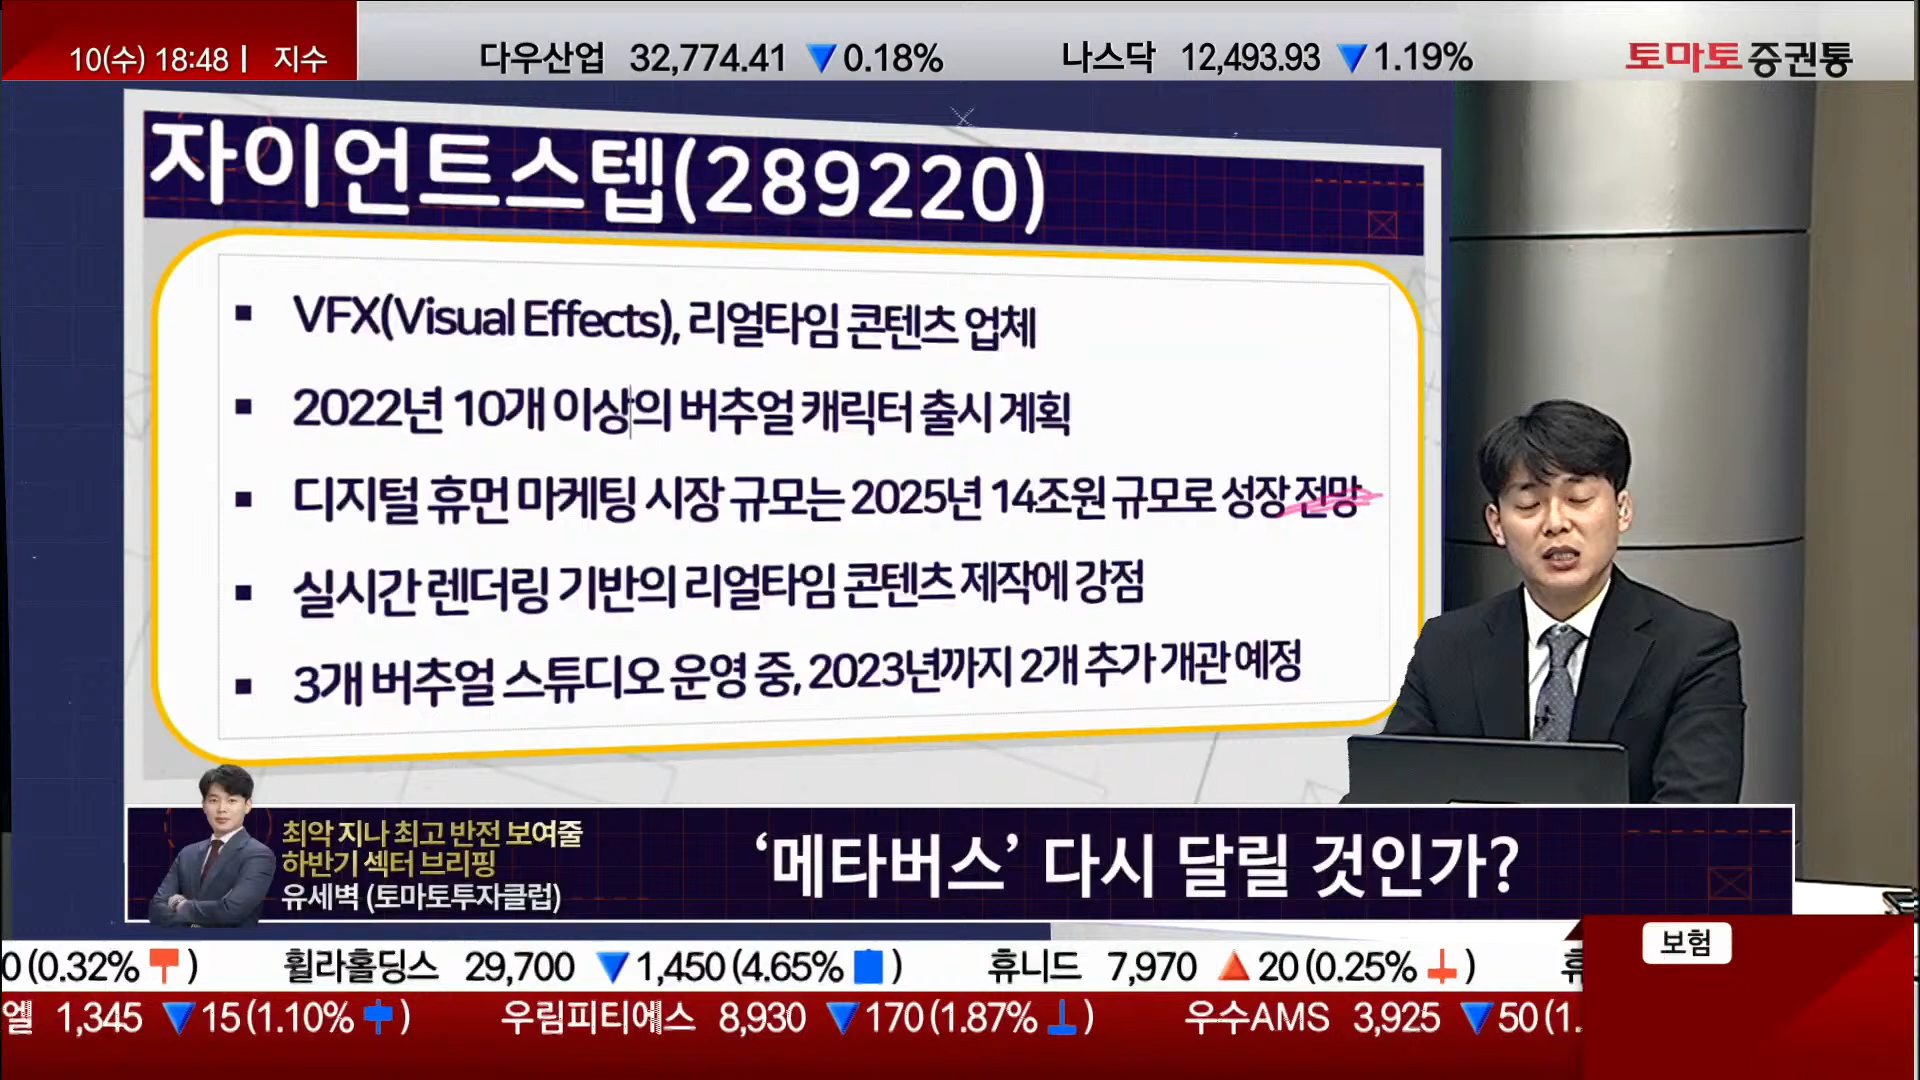 10(수) 18:48 | 지수
다우산업 32,774.41 ▼0.18%
나스닥 12,493.93 ▼1.19%
토마토증권통
자이언트스텝(289220)
▪ VFX(Visual Effects), 리얼타임 콘텐츠 업체
▪ 2022년 10개 이상의 버추얼 캐릭터 출시 계획
▪ 디지털 휴먼 마케팅 시장 규모는 2025년 14조원 규모로 성장 전망
▪ 실시간 렌더링 기반의 리얼타임 콘텐츠 제작에 강점
▪ 3개 버추얼 스튜디오 운영 중, 2023년까지 2개 추가 개관 예정
최악 지나 최고 반전 보여줄
하반기 섹터 브리핑
유세벽 (토마토투자클럽)
‘메타버스’ 다시 달릴 것인가?
0 (0.32% ) 휠라홀딩스 29,700 ▼1,450 (4.65% ) 휴니드 7,970 ▲20 (0.25% )
보험
엘 1,345 ▼15 (1.10% ) 우림피티에스 8,930 ▼170 (1.87% ) 우수AMS 3,925 ▼50 (1.